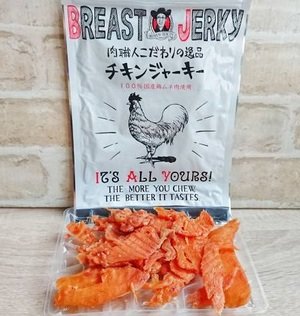 BREAST JERKY
肉職人こだわりの逸品
チキンジャーキー
100%国産鶏ムネ肉使用
IT'S ALL YOURS!
THE MORE YOU CHEW
THE BETTER IT TASTES